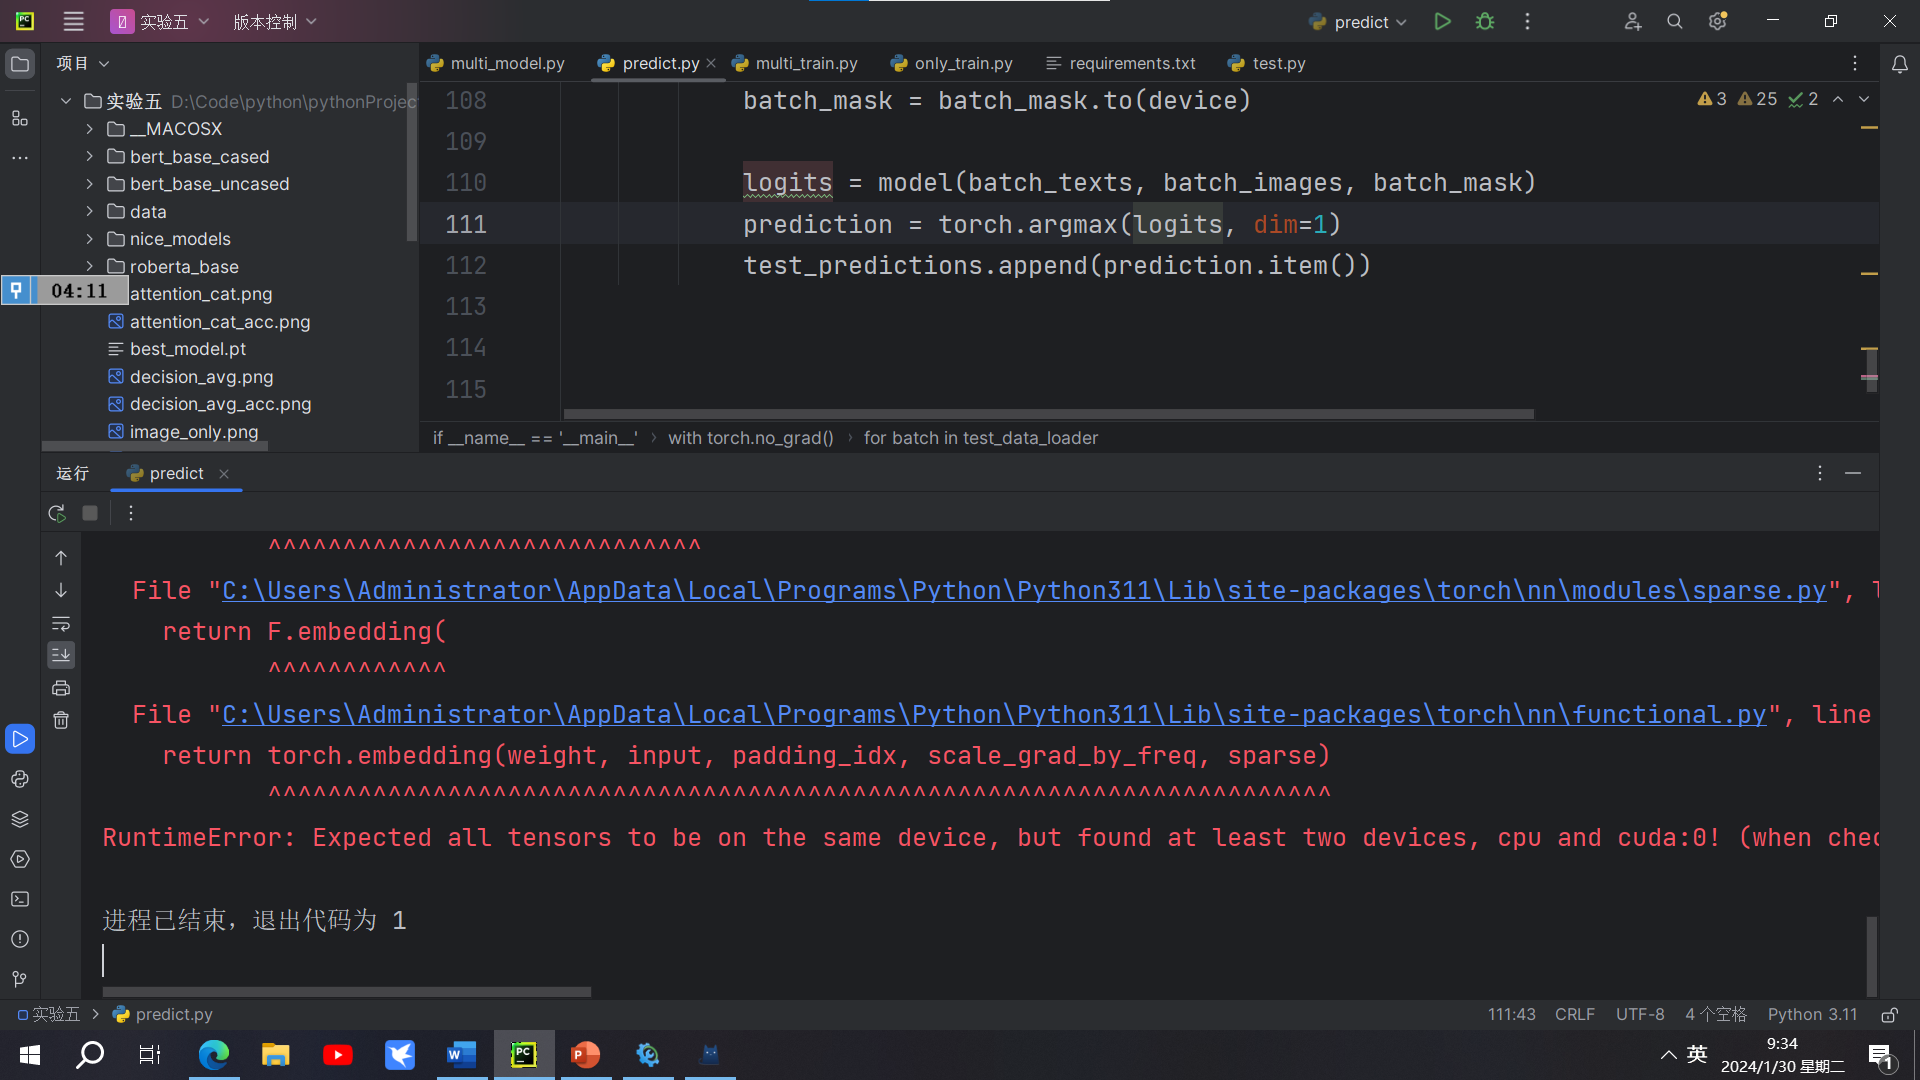 实验五
版本控制
predict
项目
multi_model.py
predict.py
multi_train.py
only_train.py
requirements.txt
test.py
实验五 D:\Code\python\pythonProjec
__MACOSX
bert_base_cased
bert_base_uncased
data
nice_models
roberta_base
attention_cat.png
attention_cat_acc.png
best_model.pt
decision_avg.png
decision_avg_acc.png
image_only.png
04:11
3 25 2
108 batch_mask = batch_mask.to(device)
109
110 logits = model(batch_texts, batch_images, batch_mask)
111 prediction = torch.argmax(logits, dim=1)
112 test_predictions.append(prediction.item())
113
114
115
if __name__ == '__main__' › with torch.no_grad() › for batch in test_data_loader
运行
predict
^^^^^^^^^^^^^^^^^^^^^^^^^^^^^
File "C:\Users\Administrator\AppData\Local\Programs\Python\Python311\Lib\site-packages\torch\nn\modules\sparse.py", l
return F.embedding(
^^^^^^^^^^^^
File "C:\Users\Administrator\AppData\Local\Programs\Python\Python311\Lib\site-packages\torch\nn\functional.py", line
return torch.embedding(weight, input, padding_idx, scale_grad_by_freq, sparse)
^^^^^^^^^^^^^^^^^^^^^^^^^^^^^^^^^^^^^^^^^^^^^^^^^^^^^^^^^^^^^^^^^^^^^^^
RuntimeError: Expected all tensors to be on the same device, but found at least two devices, cpu and cuda:0! (when chec
进程已结束，退出代码为 1
实验五 › predict.py
111:43 CRLF UTF-8 4 个空格 Python 3.11
英
9:34
2024/1/30 星期二
1